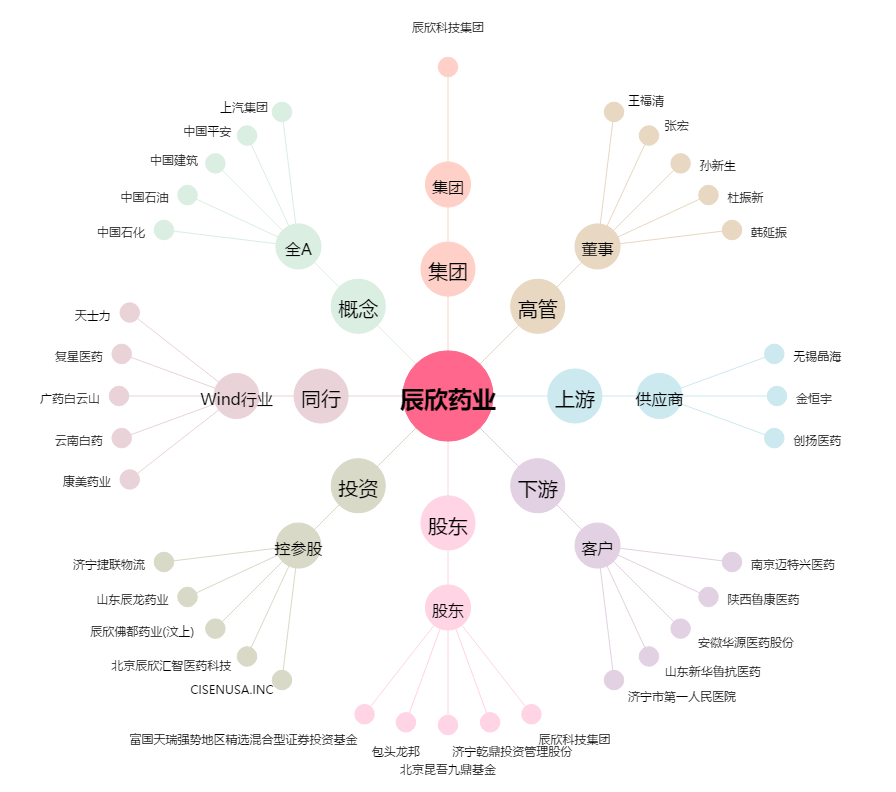 辰欣科技集团
王福清
上汽集团
张宏
中国平安
中国建筑
孙新生
集团
中国石油
杜振新
中国石化
韩延振
全A
董事
集团
概念
高管
天士力
复星医药
无锡晶海
广药白云山
Wind行业
同行
辰欣药业
上游
供应商
金恒宇
云南白药
创扬医药
康美药业
投资
下游
股东
控参股
客户
济宁捷联物流
南京迈特兴医药
山东辰龙药业
陕西鲁康医药
股东
辰欣佛都药业(汶上)
安徽华源医药股份
北京辰欣汇智医药科技
山东新华鲁抗医药
CISENUSA.INC
济宁市第一人民医院
富国天瑞强势地区精选混合型证券投资基金
辰欣科技集团
包头龙邦
济宁乾鼎投资管理股份
北京昆吾九鼎基金